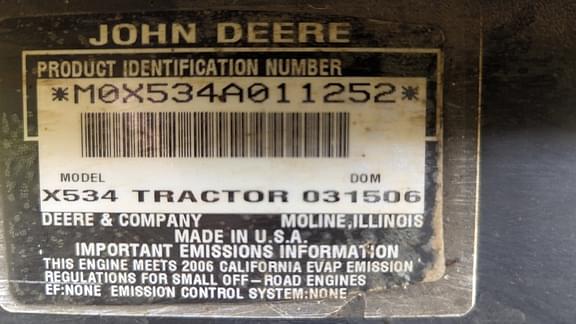 JOHN DEERE
PRODUCT IDENTIFICATION NUMBER
*M0X534A011252*
MODEL DOM
X534 TRACTOR 031506
DEERE & COMPANY MOLINE,ILLINOIS
MADE IN U.S.A.
IMPORTANT EMISSIONS INFORMATION
THIS ENGINE MEETS 2006 CALIFORNIA EVAP EMISSION
REGULATIONS FOR SMALL OFF-ROAD ENGINES
EF:NONE EMISSION CONTROL SYSTEM:NONE